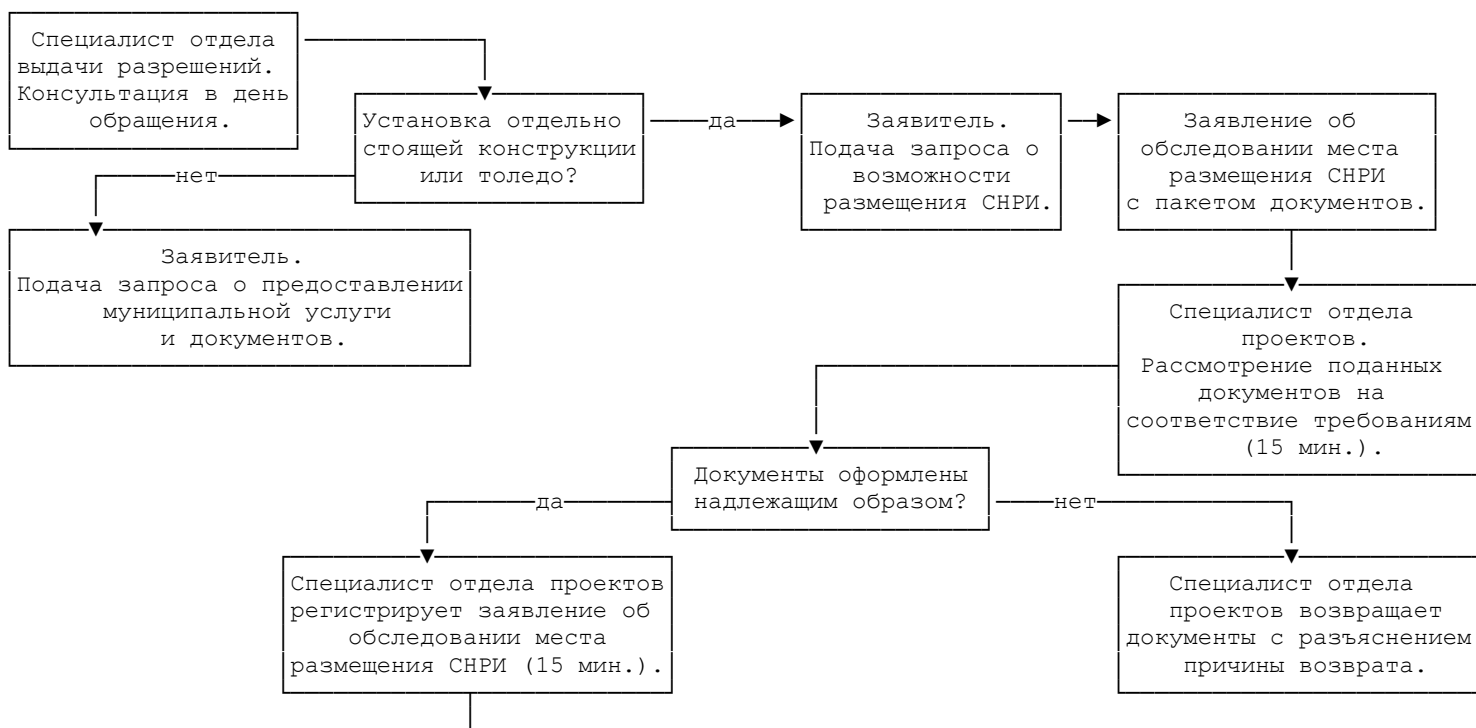 Специалист отдела
выдачи разрешений.
Консультация в день
обращения.
Установка отдельно
стоящей конструкции
или толедо?
да
Заявитель.
Подача запроса о
возможности
размещения СНРИ.
Заявление об
обследовании места
размещения СНРИ
с пакетом документов.
нет
Заявитель.
Подача запроса о предоставлении
муниципальной услуги
и документов.
Специалист отдела
проектов.
Рассмотрение поданных
документов на
соответствие требованиям
(15 мин.).
Документы оформлены
надлежащим образом?
да
нет
Специалист отдела проектов
регистрирует заявление об
обследовании места
размещения СНРИ (15 мин.).
Специалист отдела
проектов возвращает
документы с разъяснением
причины возврата.